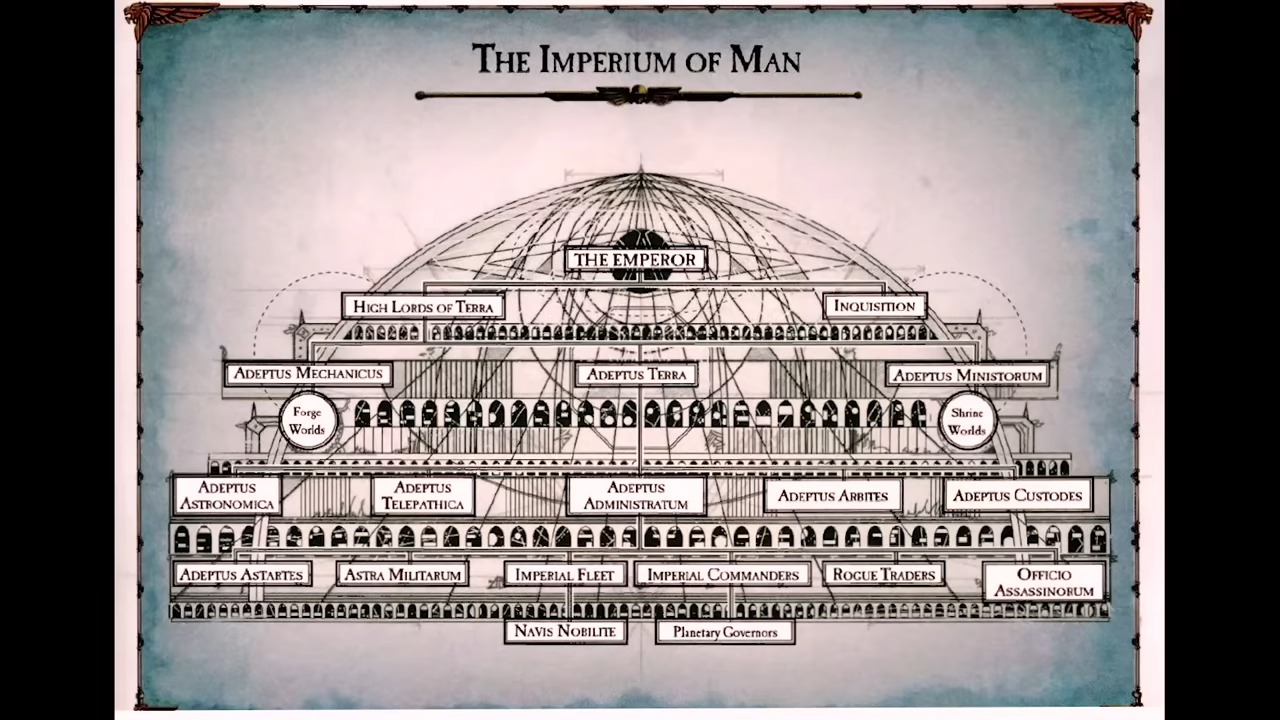 THE IMPERIUM OF MAN
THE EMPEROR
HIGH LORDS OF TERRA
INQUISITION
ADEPTUS MECHANICUS
ADEPTUS TERRA
ADEPTUS MINISTORUM
Forge
Worlds
Shrine
Worlds
ADEPTUS
ASTRONOMICA
ADEPTUS
TELEPATHICA
ADEPTUS
ADMINISTRATUM
ADEPTUS ARBITES
ADEPTUS CUSTODES
ADEPTUS ASTARTES
ASTRA MILITARUM
IMPERIAL FLEET
IMPERIAL COMMANDERS
ROGUE TRADERS
OFFICIO
ASSASSINORUM
NAVIS NOBILITE
Planetary Governors